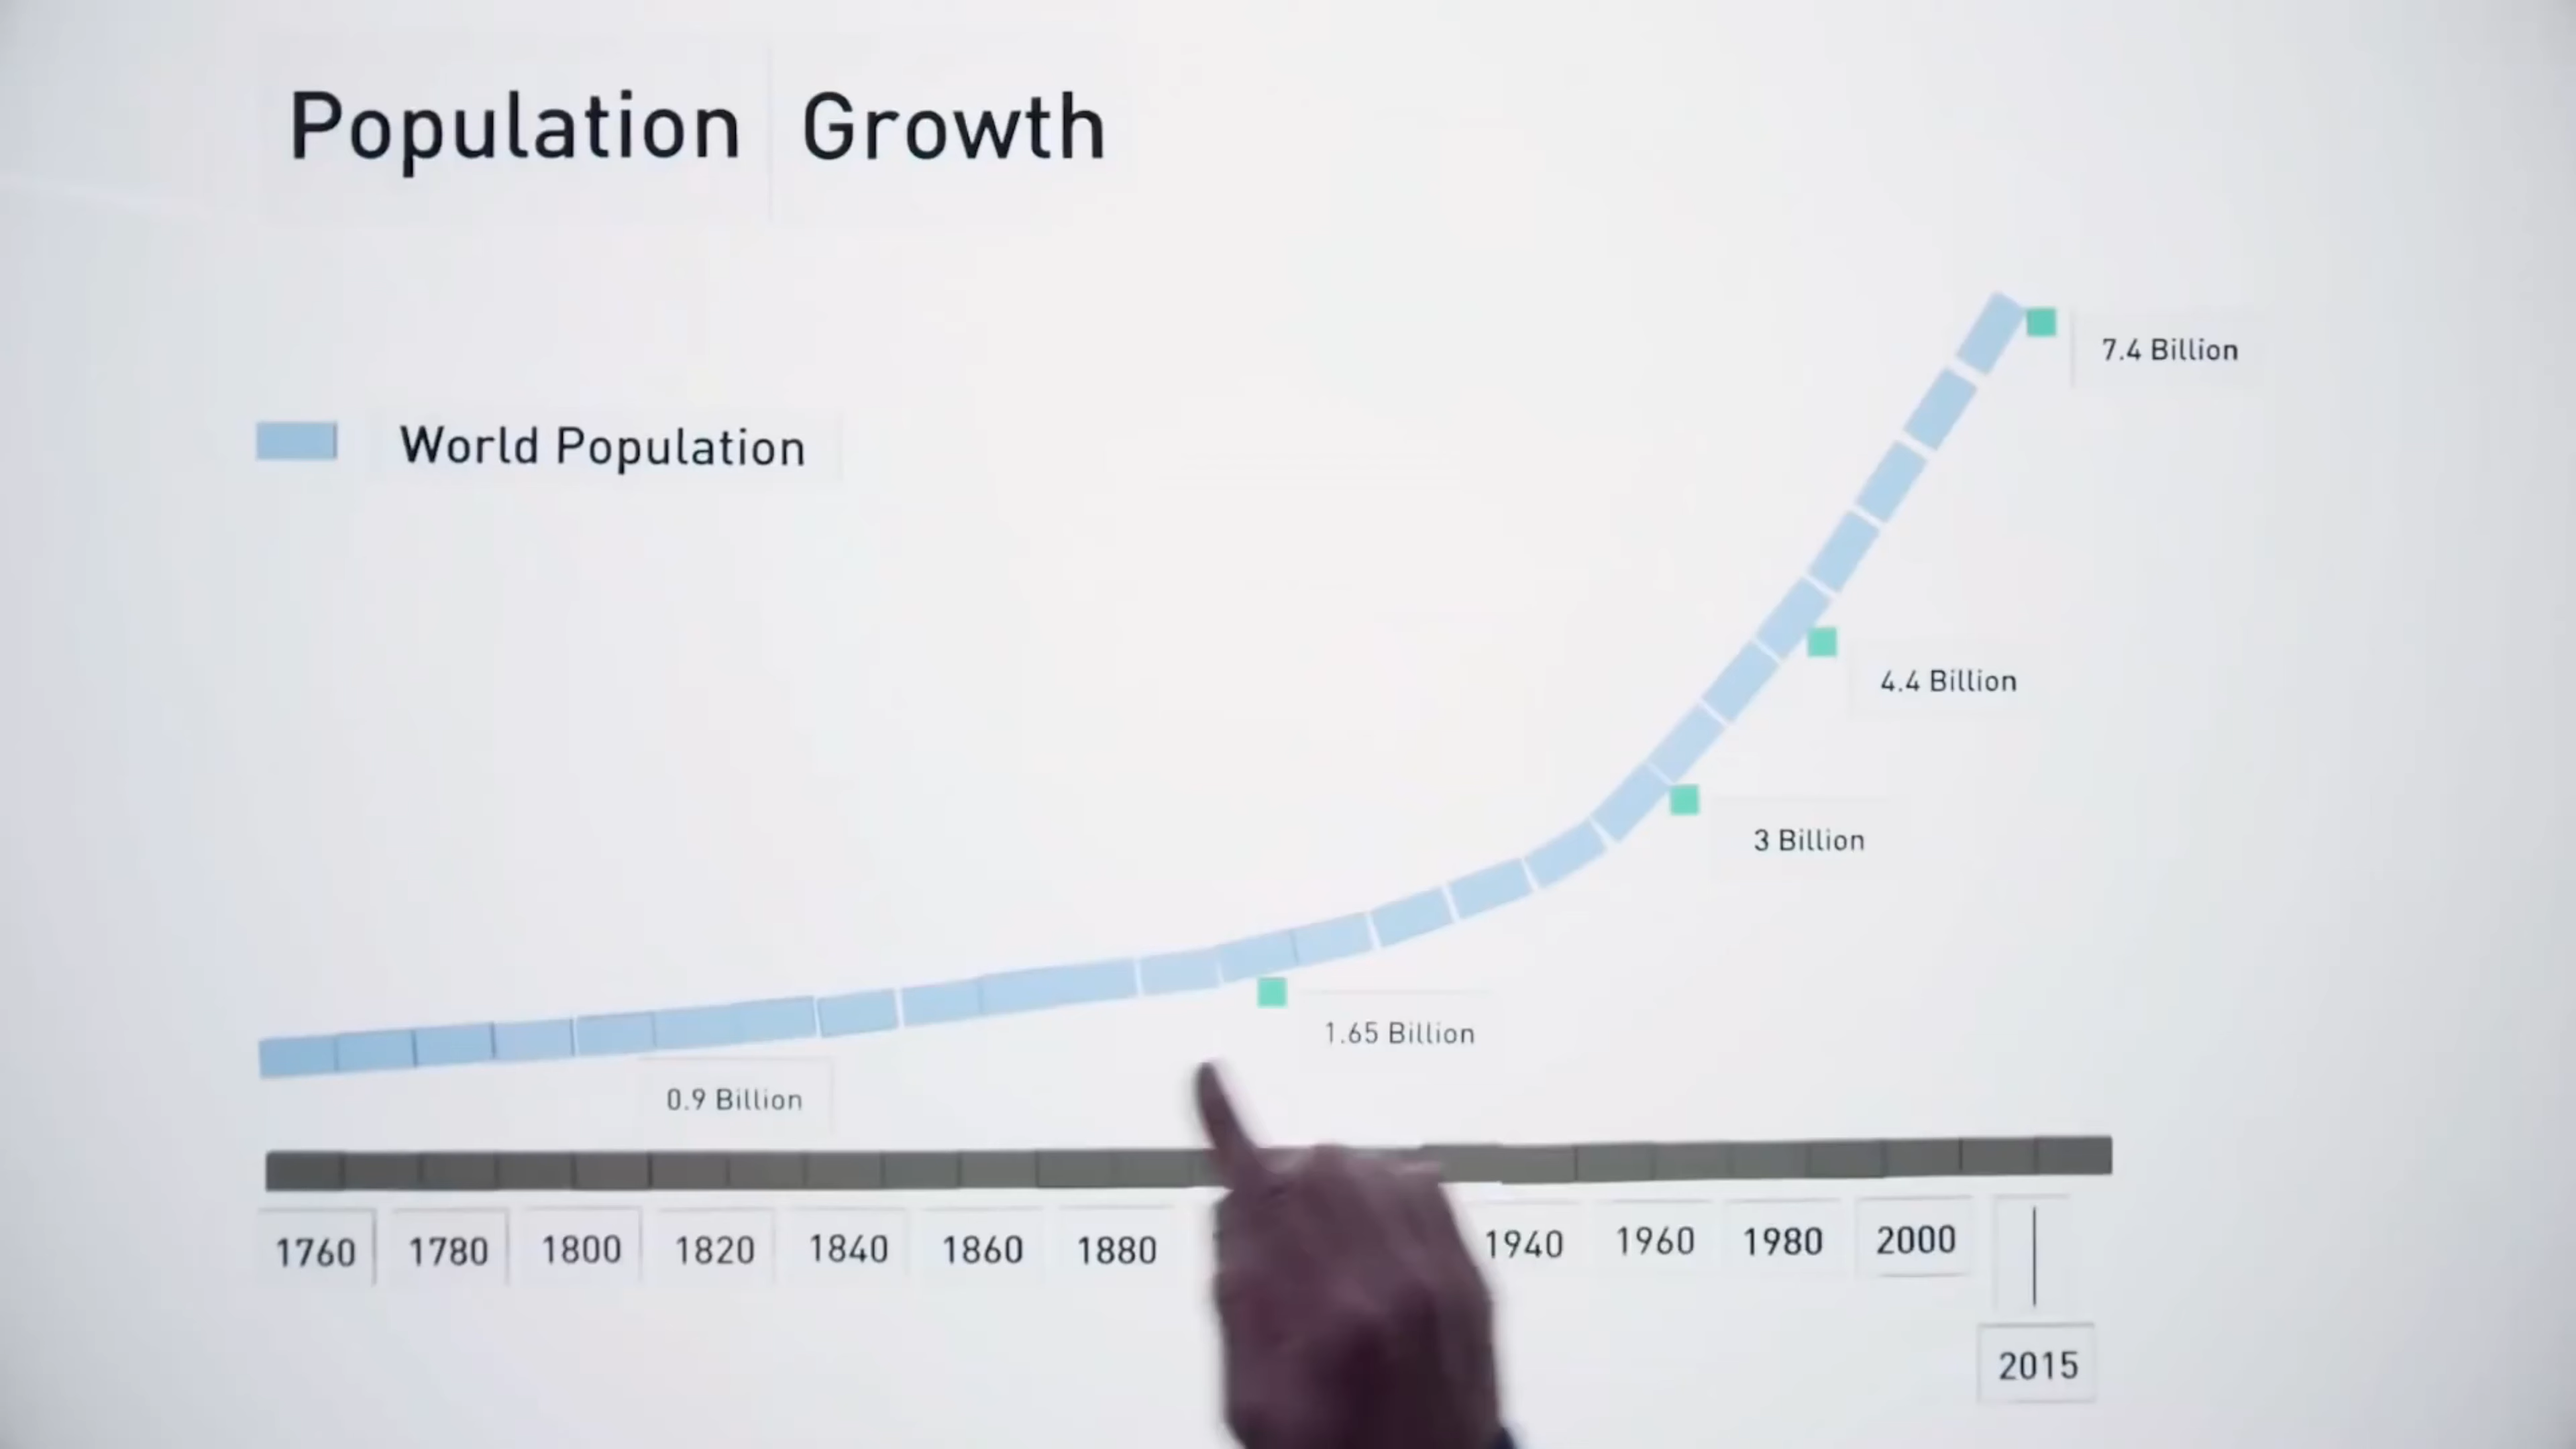 Population Growth
World Population
7.4 Billion
4.4 Billion
3 Billion
1.65 Billion
0.9 Billion
1760 1780 1800 1820 1840 1860 1880 1940 1960 1980 2000
2015